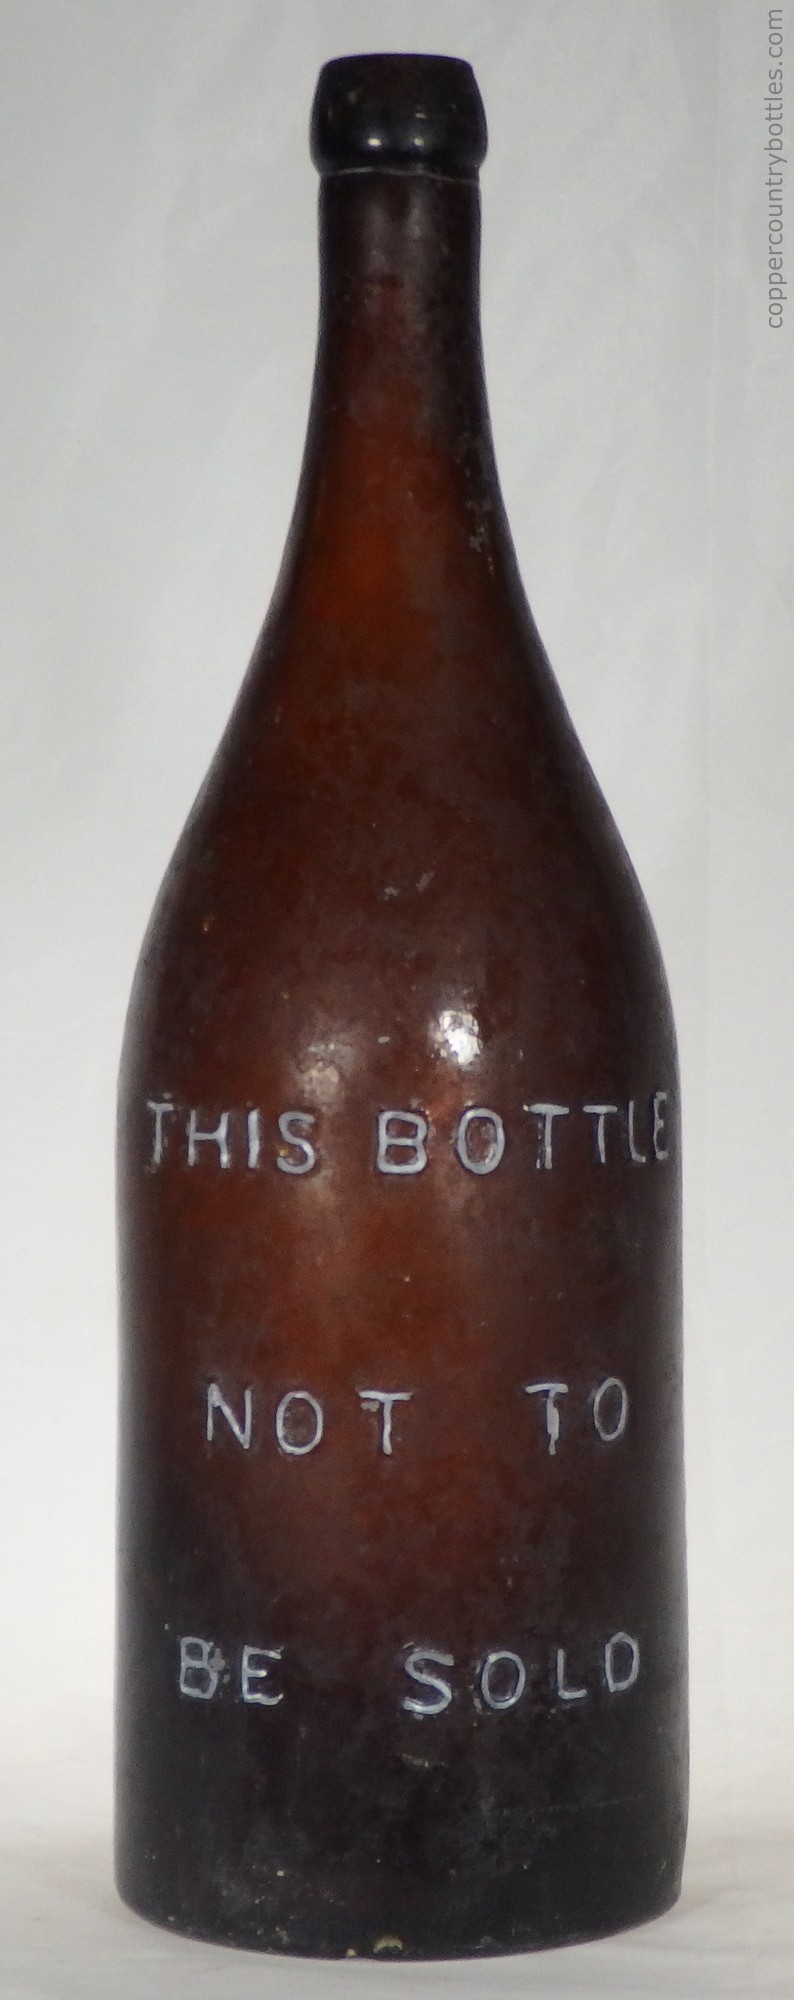 coppercountrybottles.com
THIS BOTTLE
NOT TO
BE SOLD